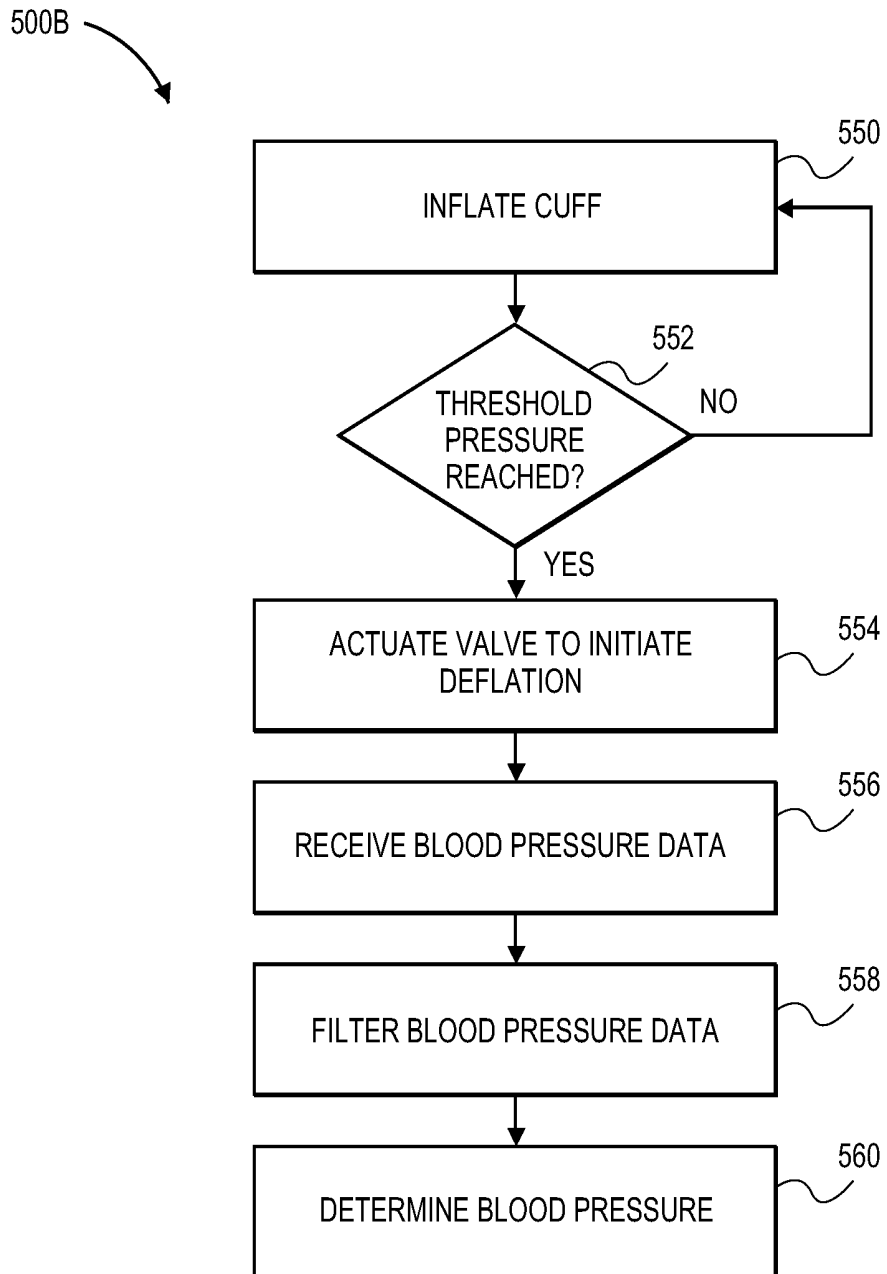 500B
550
INFLATE CUFF
552
THRESHOLD
PRESSURE
REACHED?
NO
YES
554
ACTUATE VALVE TO INITIATE
DEFLATION
556
RECEIVE BLOOD PRESSURE DATA
558
FILTER BLOOD PRESSURE DATA
560
DETERMINE BLOOD PRESSURE